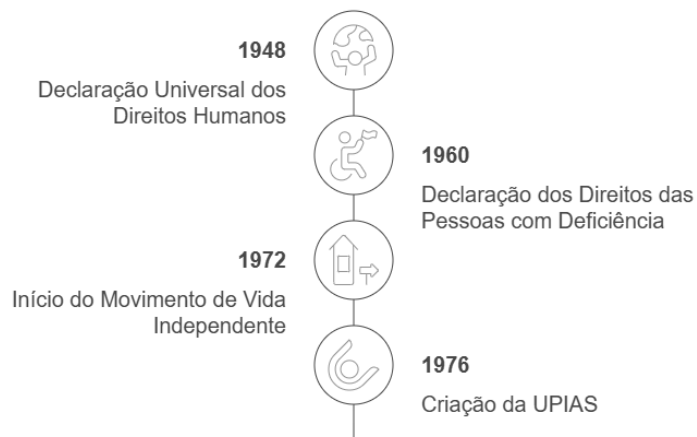 1948
Declaração Universal dos
Direitos Humanos
1960
Declaração dos Direitos das
Pessoas com Deficiência
1972
Início do Movimento de Vida
Independente
1976
Criação da UPIAS